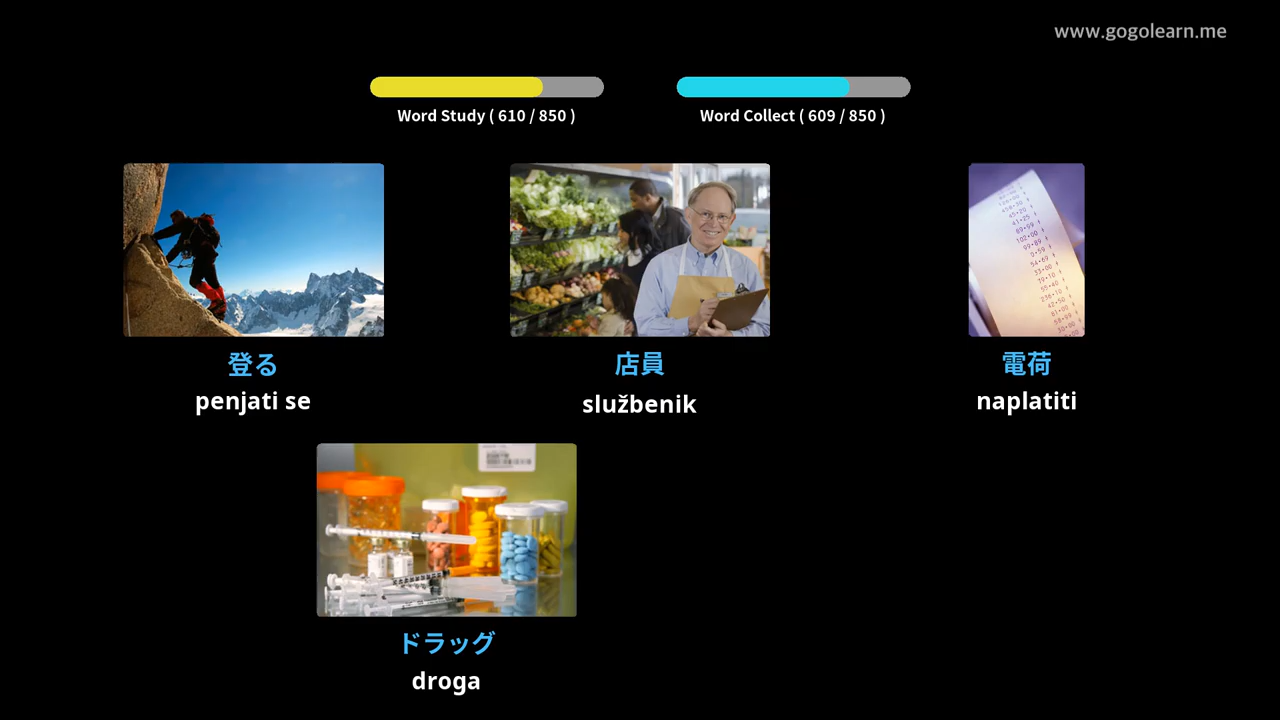 www.gogolearn.me
Word Study ( 610 / 850 )
Word Collect ( 609 / 850 )
登る
penjati se
店員
službenik
電荷
naplatiti
ドラッグ
droga